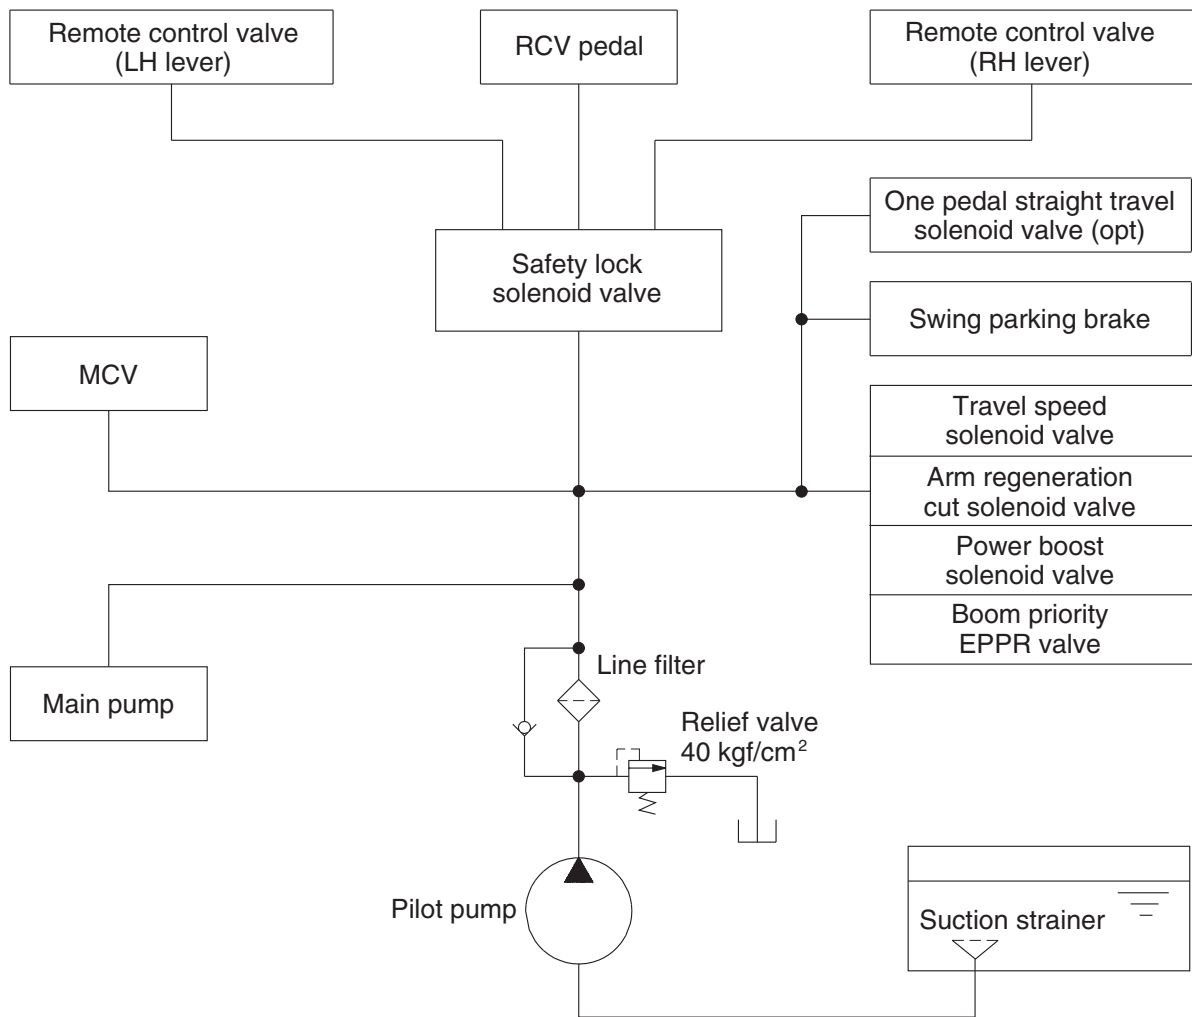 Remote control valve
(LH lever)
RCV pedal
Remote control valve
(RH lever)
One pedal straight travel
solenoid valve (opt)
Safety lock
solenoid valve
Swing parking brake
MCV
Travel speed
solenoid valve
Arm regeneration
cut solenoid valve
Power boost
solenoid valve
Boom priority
EPPR valve
Line filter
Main pump
Relief valve
40 kgf/cm²
Pilot pump
Suction strainer